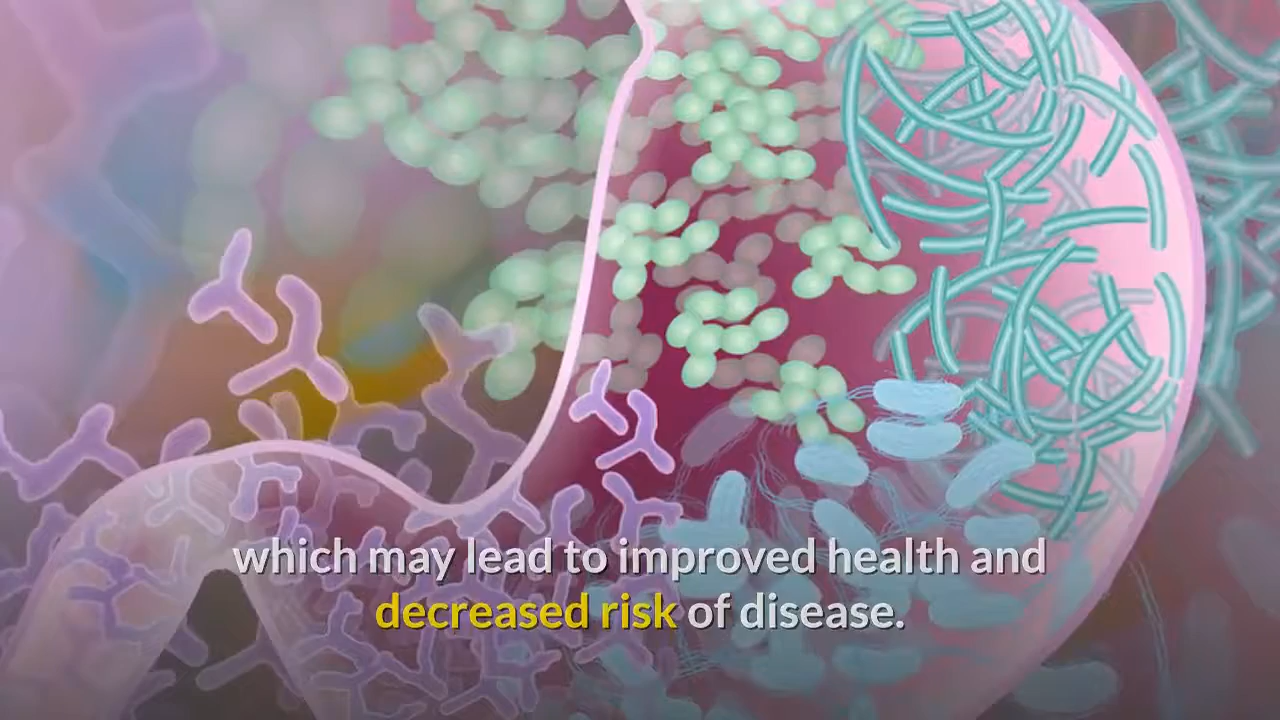 which may lead to improved health and
decreased risk of disease.